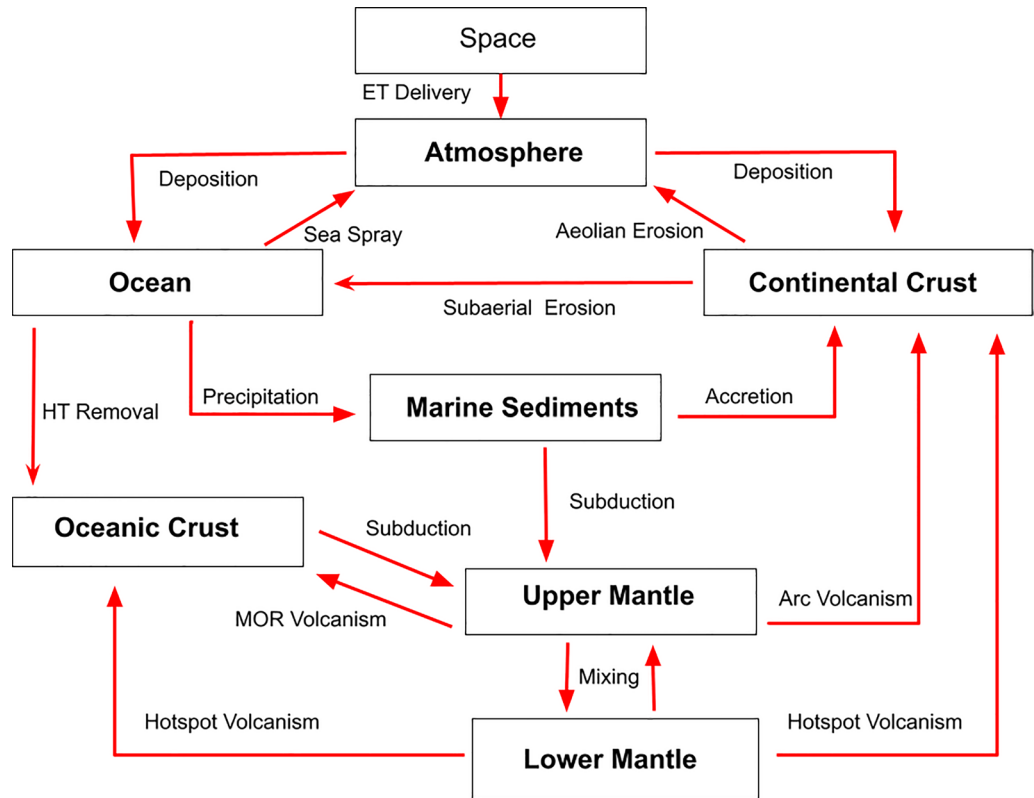 Space
ET Delivery
Atmosphere
Deposition
Deposition
Sea Spray
Aeolian Erosion
Ocean
Continental Crust
Subaerial Erosion
HT Removal
Precipitation
Marine Sediments
Accretion
Subduction
Oceanic Crust
Subduction
Upper Mantle
MOR Volcanism
Arc Volcanism
Mixing
Hotspot Volcanism
Hotspot Volcanism
Lower Mantle